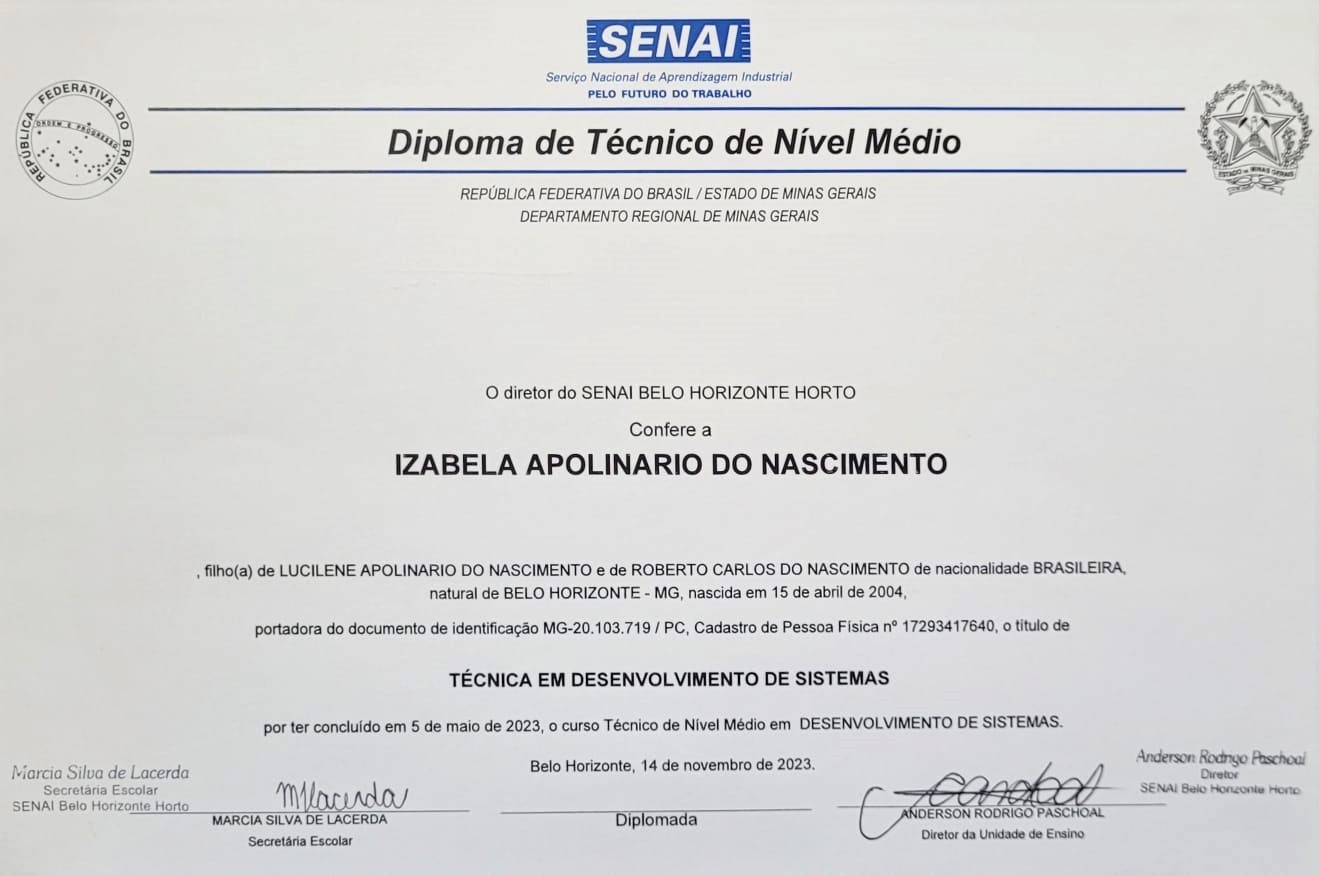 SENAI
Serviço Nacional de Aprendizagem Industrial
PELO FUTURO DO TRABALHO
REPÚBLICA FEDERATIVA DO BRASIL
ORDEM E PROGRESSO
Diploma de Técnico de Nível Médio
ESTADO DE MINAS GERAIS
REPÚBLICA FEDERATIVA DO BRASIL / ESTADO DE MINAS GERAIS
DEPARTAMENTO REGIONAL DE MINAS GERAIS
O diretor do SENAI BELO HORIZONTE HORTO
Confere a
IZABELA APOLINARIO DO NASCIMENTO
, filho(a) de LUCILENE APOLINARIO DO NASCIMENTO e de ROBERTO CARLOS DO NASCIMENTO de nacionalidade BRASILEIRA,
natural de BELO HORIZONTE - MG, nascida em 15 de abril de 2004,
portadora do documento de identificação MG-20.103.719 / PC, Cadastro de Pessoa Física nº 17293417640, o título de
TÉCNICA EM DESENVOLVIMENTO DE SISTEMAS
por ter concluído em 5 de maio de 2023, o curso Técnico de Nível Médio em DESENVOLVIMENTO DE SISTEMAS.
Belo Horizonte, 14 de novembro de 2023.
Marcia Silva de Lacerda
Secretária Escolar
SENAI Belo Horizonte Horto
MSLacerda
MARCIA SILVA DE LACERDA
Secretária Escolar
Diplomada
ANDERSON RODRIGO PASCHOAL
Diretor da Unidade de Ensino
Anderson Rodrigo Paschoal
Diretor
SENAI Belo Horizonte Horto